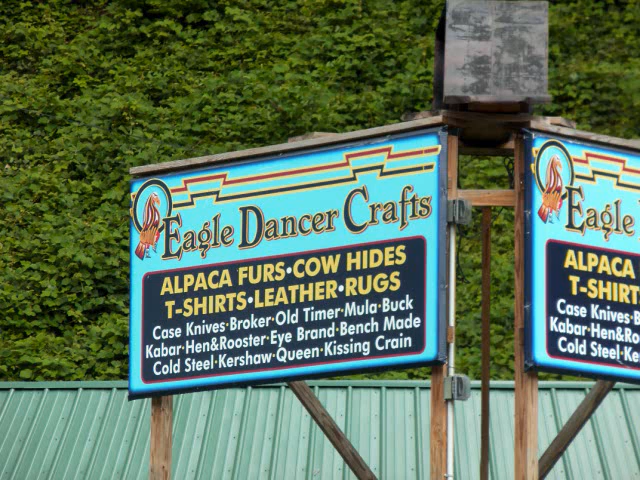 Eagle Dancer Crafts
ALPACA FURS•COW HIDES
T-SHIRTS•LEATHER•RUGS
Case Knives•Broker•Old Timer•Mula•Buck
Kabar•Hen&Rooster•Eye Brand•Bench Made
Cold Steel•Kershaw•Queen•Kissing Crain
Eagle
ALPACA
T-SHIRT
Case Knives•B
Kabar•Hen&Ro
Cold Steel•Ke